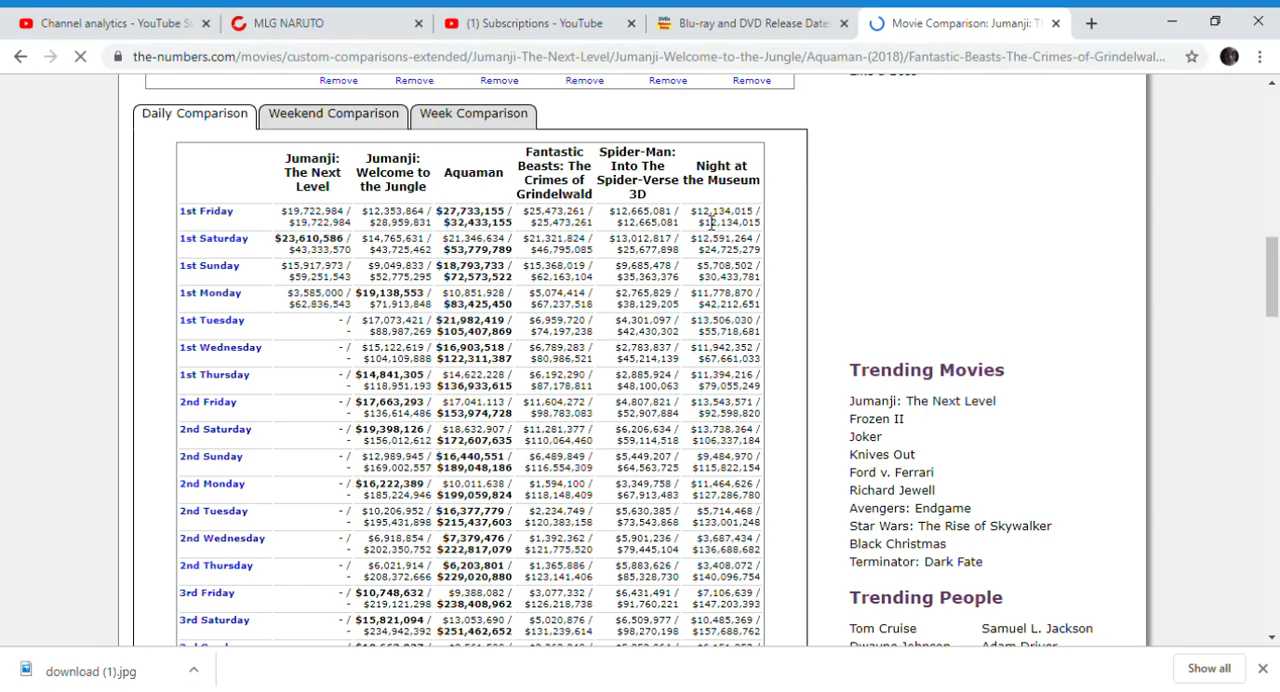 Channel analytics - YouTube St
MLG NARUTO
(1) Subscriptions - YouTube
Blu-ray and DVD Release Dates
Movie Comparison: Jumanji: Th
the-numbers.com/movies/custom-comparisons-extended/Jumanji-The-Next-Level/Jumanji-Welcome-to-the-Jungle/Aquaman-(2018)/Fantastic-Beasts-The-Crimes-of-Grindelwal...
Remove Remove Remove Remove Remove Remove
Daily Comparison Weekend Comparison Week Comparison
Jumanji: The Next Level
Jumanji: Welcome to the Jungle
Aquaman
Fantastic Beasts: The Crimes of Grindelwald
Spider-Man: Into The Spider-Verse 3D
Night at the Museum
1st Friday $19,722,984 / $12,353,864 / $27,733,155 / $25,473,261 / $12,665,081 / $12,134,015 /
$19,722,984 $28,959,831 $32,433,155 $25,473,261 $12,665,081 $12,134,015
1st Saturday $23,610,586 / $14,765,631 / $21,346,634 / $21,321,824 / $13,012,817 / $12,591,264 /
$43,333,570 $43,725,462 $53,779,789 $46,795,085 $25,677,898 $24,725,279
1st Sunday $15,917,973 / $9,049,833 / $18,793,733 / $15,368,019 / $9,685,478 / $5,708,502 /
$59,251,543 $52,775,295 $72,573,522 $62,163,104 $35,363,376 $30,433,781
1st Monday $3,585,000 / $19,138,553 / $10,851,928 / $5,074,414 / $2,765,829 / $11,778,870 /
$62,836,543 $71,913,848 $83,425,450 $67,237,518 $38,129,205 $42,212,651
1st Tuesday - / $17,073,421 / $21,982,419 / $6,959,720 / $4,301,097 / $13,506,030 /
- $88,987,269 $105,407,869 $74,197,238 $42,430,302 $55,718,681
1st Wednesday - / $15,122,619 / $16,903,518 / $6,789,283 / $2,783,837 / $11,942,352 /
- $104,109,888 $122,311,387 $80,986,521 $45,214,139 $67,661,033
1st Thursday - / $14,841,305 / $14,622,228 / $6,192,290 / $2,885,924 / $11,394,216 /
- $118,951,193 $136,933,615 $87,178,811 $48,100,063 $79,055,249
2nd Friday - / $17,663,293 / $17,041,113 / $11,604,272 / $4,807,821 / $13,543,571 /
- $136,614,486 $153,974,728 $98,783,083 $52,907,884 $92,598,820
2nd Saturday - / $19,398,126 / $18,632,907 / $11,281,377 / $6,206,634 / $13,738,364 /
- $156,012,612 $172,607,635 $110,064,460 $59,114,518 $106,337,184
2nd Sunday - / $12,989,945 / $16,440,551 / $6,489,849 / $5,449,207 / $9,484,970 /
- $169,002,557 $189,048,186 $116,554,309 $64,563,725 $115,822,154
2nd Monday - / $16,222,389 / $10,011,638 / $1,594,100 / $3,349,758 / $11,464,626 /
- $185,224,946 $199,059,824 $118,148,409 $67,913,483 $127,286,780
2nd Tuesday - / $10,206,952 / $16,377,779 / $2,234,749 / $5,630,385 / $5,714,468 /
- $195,431,898 $215,437,603 $120,383,158 $73,543,868 $133,001,248
2nd Wednesday - / $6,918,854 / $7,379,476 / $1,392,362 / $5,901,236 / $3,687,434 /
- $202,350,752 $222,817,079 $121,775,520 $79,445,104 $136,688,682
2nd Thursday - / $6,021,914 / $6,203,801 / $1,365,886 / $5,883,626 / $3,408,072 /
- $208,372,666 $229,020,880 $123,141,406 $85,328,730 $140,096,754
3rd Friday - / $10,748,632 / $9,388,082 / $3,077,332 / $6,431,491 / $7,106,639 /
- $219,121,298 $238,408,962 $126,218,738 $91,760,221 $147,203,393
3rd Saturday - / $15,821,094 / $13,053,690 / $5,020,876 / $6,509,977 / $10,485,369 /
- $234,942,392 $251,462,652 $131,239,614 $98,270,198 $157,688,762
Trending Movies
Jumanji: The Next Level
Frozen II
Joker
Knives Out
Ford v. Ferrari
Richard Jewell
Avengers: Endgame
Star Wars: The Rise of Skywalker
Black Christmas
Terminator: Dark Fate
Trending People
Tom Cruise Samuel L. Jackson
Dwayne Johnson Adam Driver
download (1).jpg
Show all